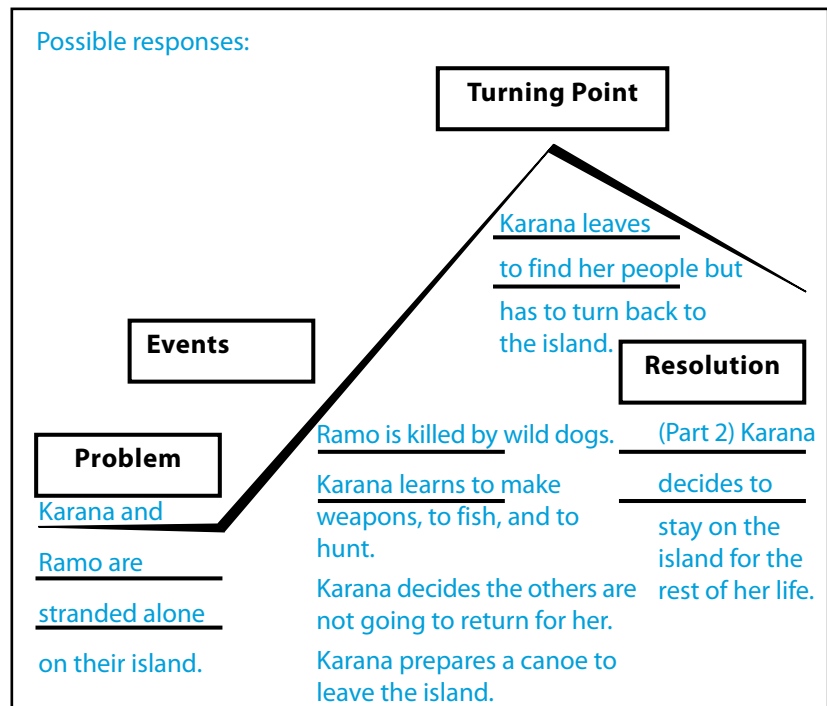 Possible responses:
Turning Point
Karana leaves
to find her people but
has to turn back to
the island.
Events
Resolution
(Part 2) Karana
decides to
stay on the
island for the
rest of her life.
Problem
Karana and
Ramo are
stranded alone
on their island.
Ramo is killed by wild dogs.
Karana learns to make
weapons, to fish, and to
hunt.
Karana decides the others are
not going to return for her.
Karana prepares a canoe to
leave the island.